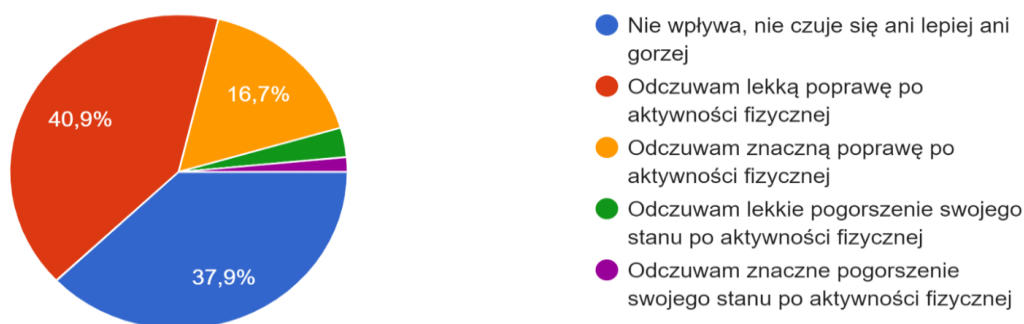 40,9%
16,7%
37,9%
Nie wpływa, nie czuje się ani lepiej ani
gorzej
Odczuwam lekką poprawę po
aktywności fizycznej
Odczuwam znaczną poprawę po
aktywności fizycznej
Odczuwam lekkie pogorszenie swojego
stanu po aktywności fizycznej
Odczuwam znaczne pogorszenie
swojego stanu po aktywności fizycznej